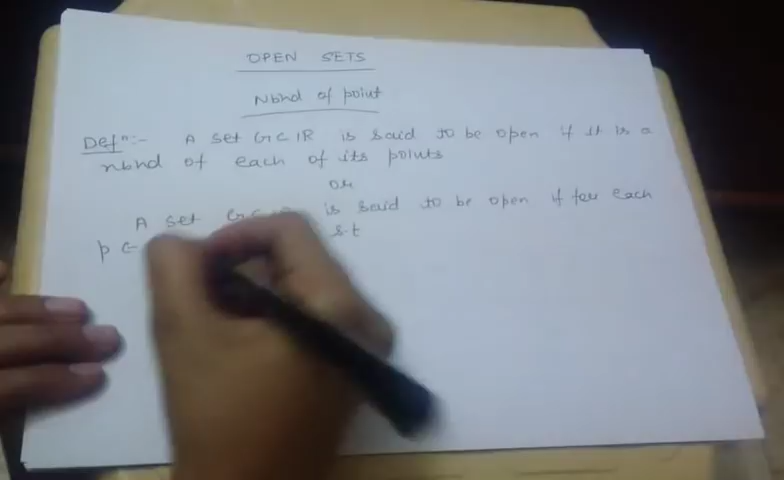 OPEN SETS
Nbhd of point
Defⁿ:- A set G ⊂ IR is said to be open if it is a
nbhd of each of its points
or
A set G ⊂ is said to be open if for each
p ∈ s.t